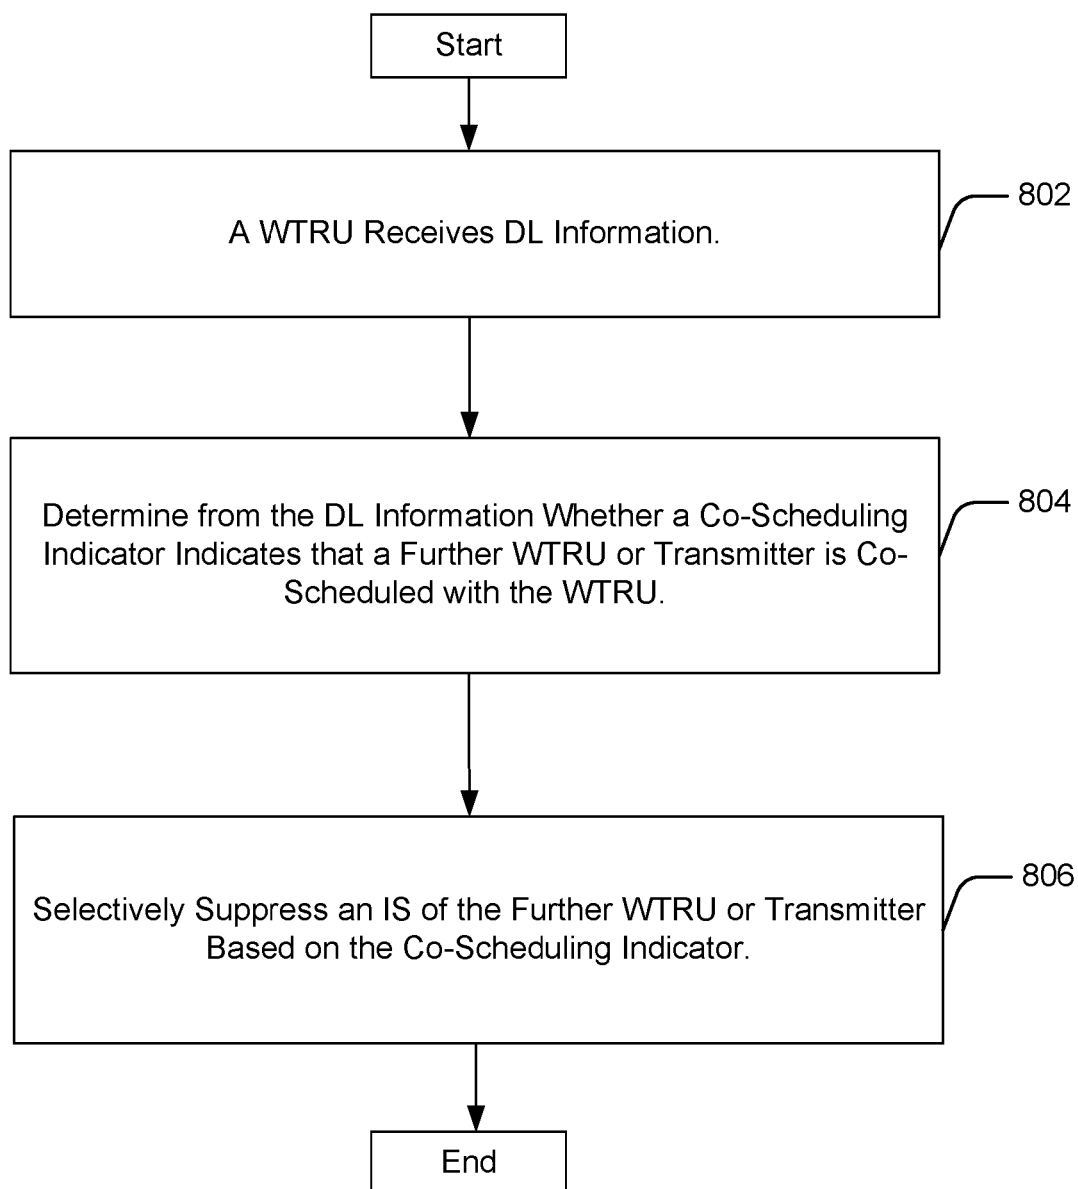 Start
A WTRU Receives DL Information.
802
Determine from the DL Information Whether a Co-Scheduling
Indicator Indicates that a Further WTRU or Transmitter is Co-
Scheduled with the WTRU.
804
Selectively Suppress an IS of the Further WTRU or Transmitter
Based on the Co-Scheduling Indicator.
806
End